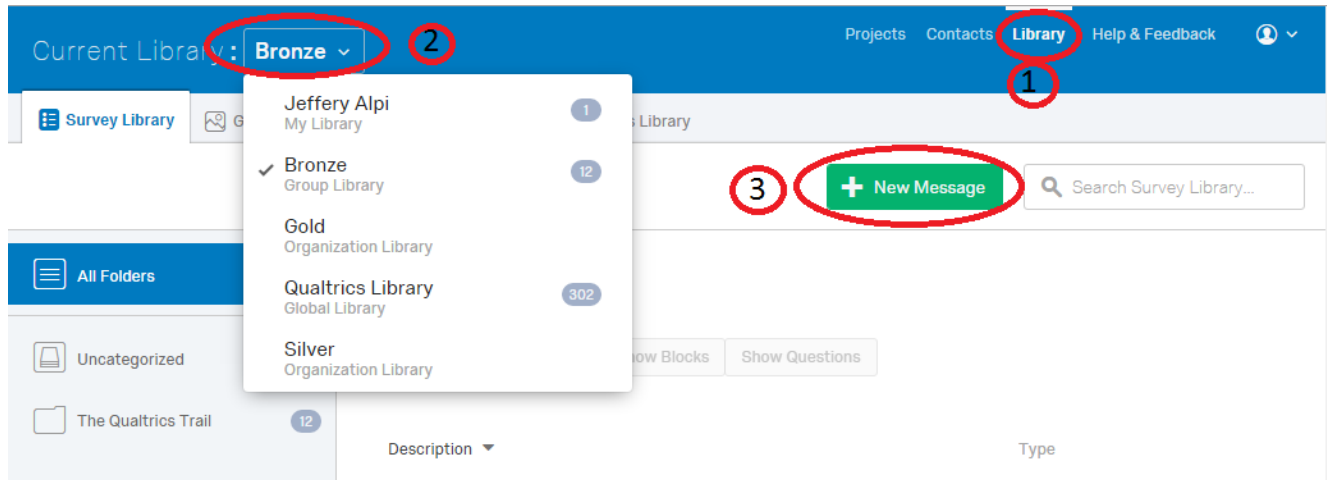 Current Library : Bronze
2
Projects Contacts Library Help & Feedback
1
Survey Library G s Library
Jeffery Alpi 1
My Library
Bronze 12
Group Library
Gold
Organization Library
Qualtrics Library 302
Global Library
Silver
Organization Library
3
New Message
Search Survey Library...
All Folders
Uncategorized
The Qualtrics Trail 12
ow Blocks Show Questions
Description Type